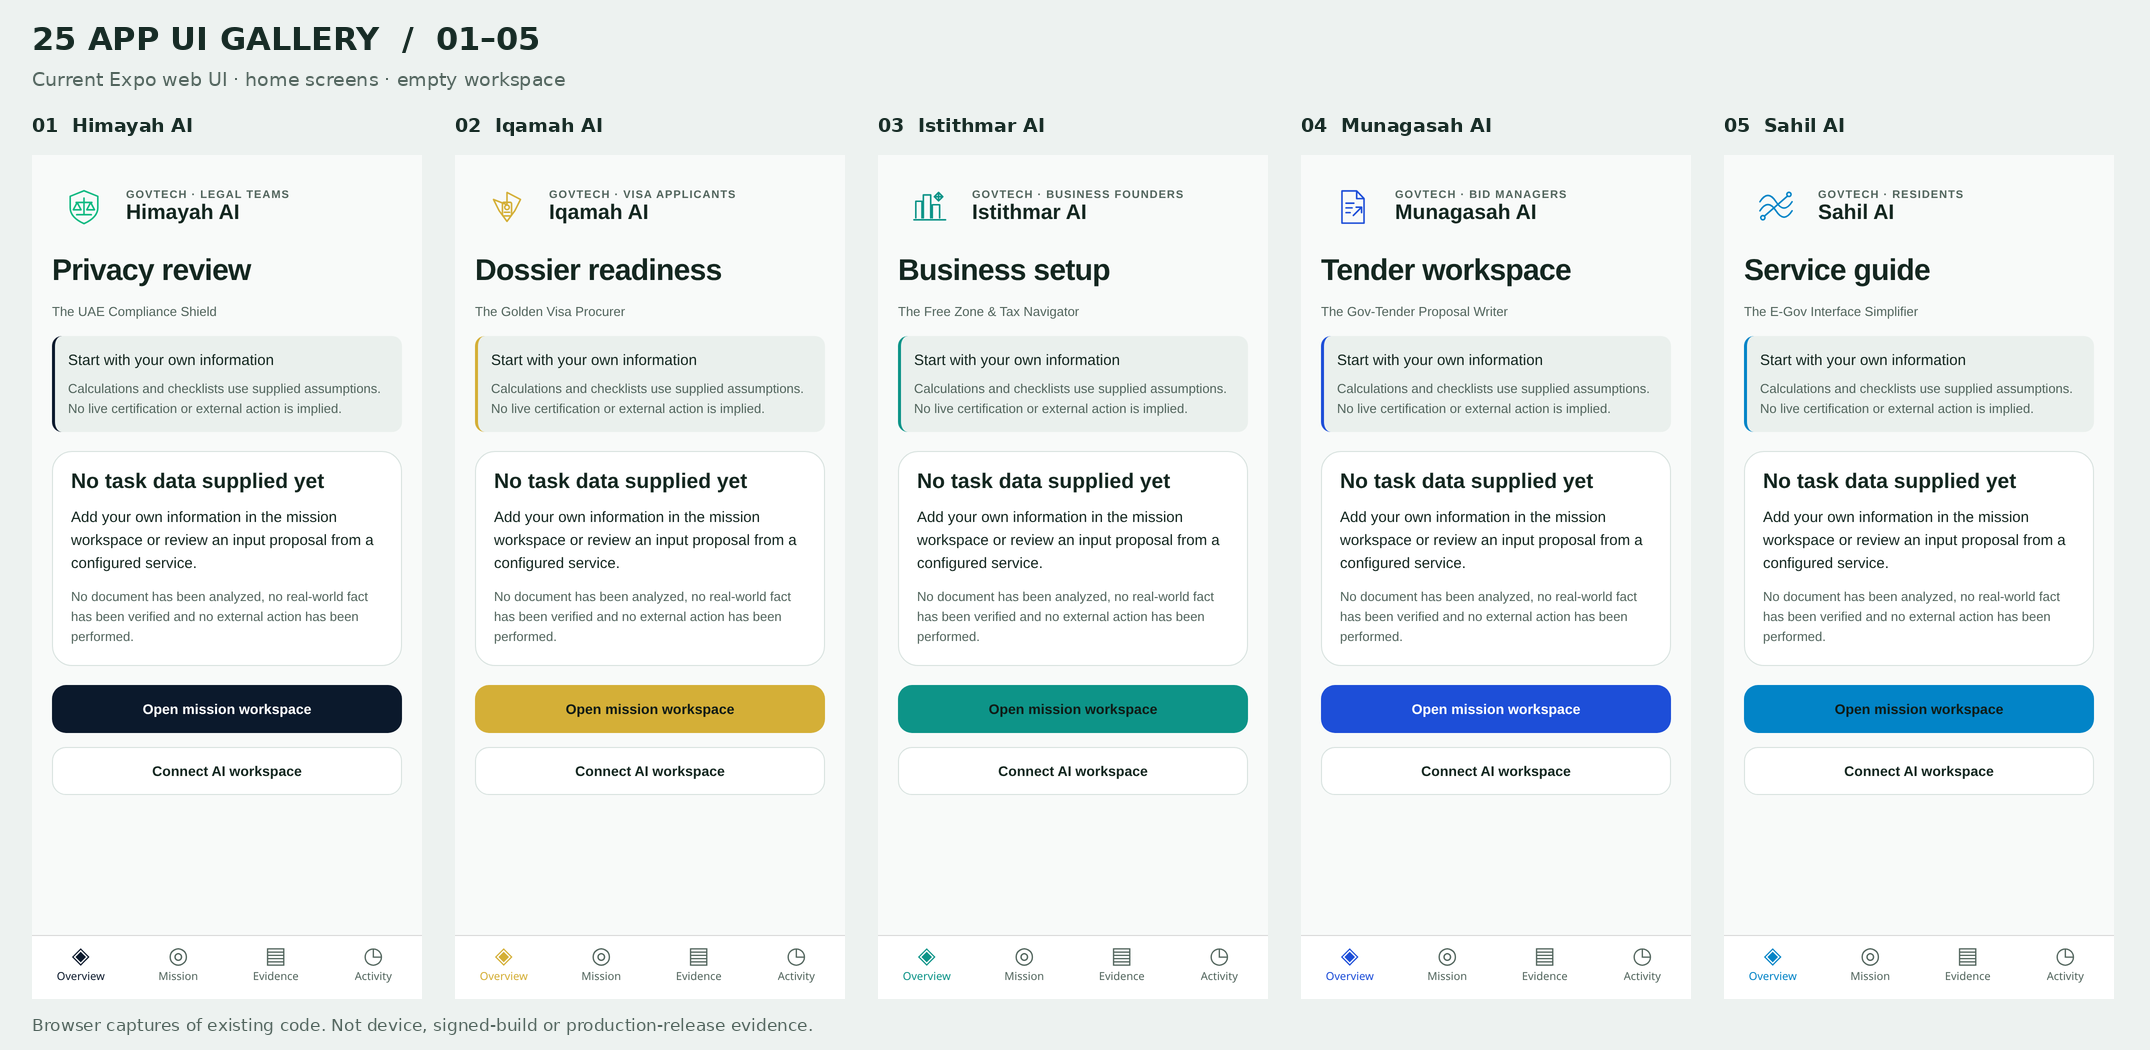 25 APP UI GALLERY / 01–05
Current Expo web UI · home screens · empty workspace
01 Himayah AI
GOVTECH · LEGAL TEAMS
Himayah AI
Privacy review
The UAE Compliance Shield
Start with your own information
Calculations and checklists use supplied assumptions.
No live certification or external action is implied.
No task data supplied yet
Add your own information in the mission
workspace or review an input proposal from a
configured service.
No document has been analyzed, no real-world fact
has been verified and no external action has been
performed.
Open mission workspace
Connect AI workspace
Overview
Mission
Evidence
Activity
02 Iqamah AI
GOVTECH · VISA APPLICANTS
Iqamah AI
Dossier readiness
The Golden Visa Procurer
Start with your own information
Calculations and checklists use supplied assumptions.
No live certification or external action is implied.
No task data supplied yet
Add your own information in the mission
workspace or review an input proposal from a
configured service.
No document has been analyzed, no real-world fact
has been verified and no external action has been
performed.
Open mission workspace
Connect AI workspace
Overview
Mission
Evidence
Activity
03 Istithmar AI
GOVTECH · BUSINESS FOUNDERS
Istithmar AI
Business setup
The Free Zone & Tax Navigator
Start with your own information
Calculations and checklists use supplied assumptions.
No live certification or external action is implied.
No task data supplied yet
Add your own information in the mission
workspace or review an input proposal from a
configured service.
No document has been analyzed, no real-world fact
has been verified and no external action has been
performed.
Open mission workspace
Connect AI workspace
Overview
Mission
Evidence
Activity
04 Munagasah AI
GOVTECH · BID MANAGERS
Munagasah AI
Tender workspace
The Gov-Tender Proposal Writer
Start with your own information
Calculations and checklists use supplied assumptions.
No live certification or external action is implied.
No task data supplied yet
Add your own information in the mission
workspace or review an input proposal from a
configured service.
No document has been analyzed, no real-world fact
has been verified and no external action has been
performed.
Open mission workspace
Connect AI workspace
Overview
Mission
Evidence
Activity
05 Sahil AI
GOVTECH · RESIDENTS
Sahil AI
Service guide
The E-Gov Interface Simplifier
Start with your own information
Calculations and checklists use supplied assumptions.
No live certification or external action is implied.
No task data supplied yet
Add your own information in the mission
workspace or review an input proposal from a
configured service.
No document has been analyzed, no real-world fact
has been verified and no external action has been
performed.
Open mission workspace
Connect AI workspace
Overview
Mission
Evidence
Activity
Browser captures of existing code. Not device, signed-build or production-release evidence.